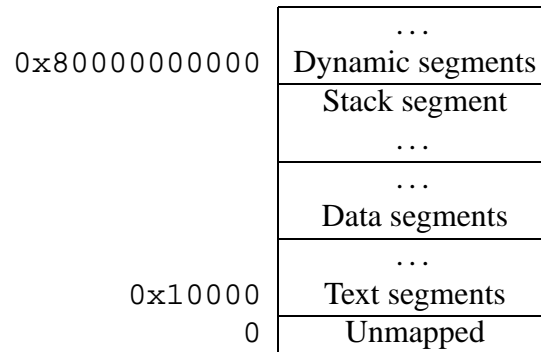 ...
0x80000000000 Dynamic segments
Stack segment
...
...
Data segments
...
0x10000 Text segments
0 Unmapped